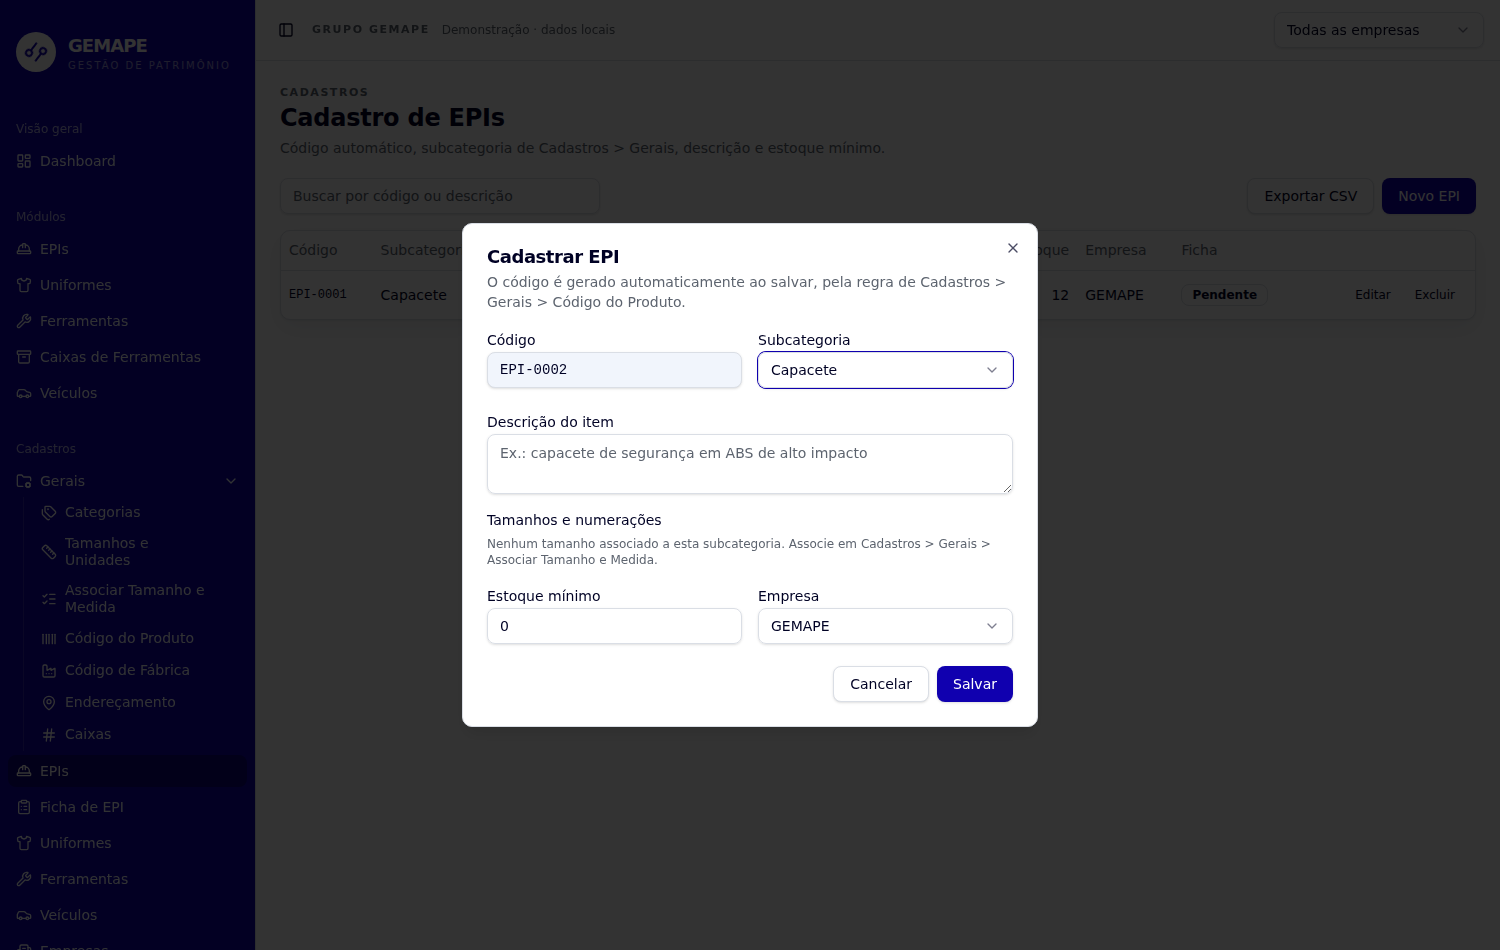 GEMAPE
GESTÃO DE PATRIMÔNIO
Visão geral
Dashboard
Módulos
EPIs
Uniformes
Ferramentas
Caixas de Ferramentas
Veículos
Cadastros
Gerais
Categorias
Tamanhos e
Unidades
Associar Tamanho e
Medida
Código do Produto
Código de Fábrica
Endereçamento
Caixas
EPIs
Ficha de EPI
Uniformes
Ferramentas
Veículos
Empresas
GRUPO GEMAPE Demonstração · dados locais
Todas as empresas
CADASTROS
Cadastro de EPIs
Código automático, subcategoria de Cadastros > Gerais, descrição e estoque mínimo.
Buscar por código ou descrição
Exportar CSV
Novo EPI
Código Subcategor oque Empresa Ficha
EPI-0001 Capacete 12 GEMAPE Pendente Editar Excluir
Cadastrar EPI
O código é gerado automaticamente ao salvar, pela regra de Cadastros >
Gerais > Código do Produto.
Código Subcategoria
EPI-0002 Capacete
Descrição do item
Ex.: capacete de segurança em ABS de alto impacto
Tamanhos e numerações
Nenhum tamanho associado a esta subcategoria. Associe em Cadastros > Gerais >
Associar Tamanho e Medida.
Estoque mínimo Empresa
0 GEMAPE
Cancelar Salvar